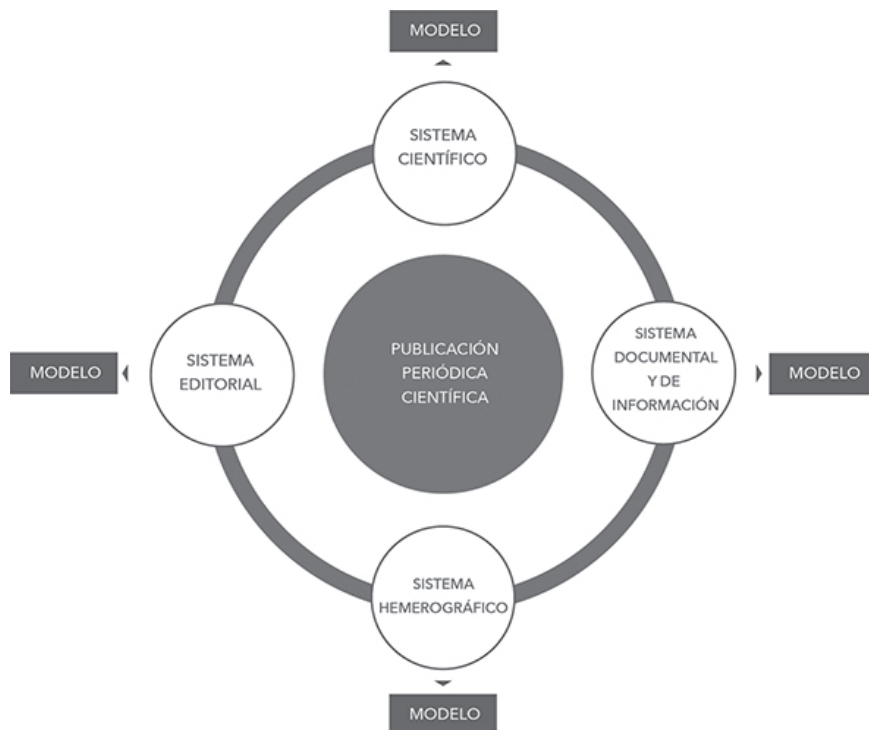 MODELO
SISTEMA
CIENTÍFICO
SISTEMA
EDITORIAL
MODELO
PUBLICACIÓN
PERIÓDICA
CIENTÍFICA
SISTEMA
DOCUMENTAL
Y DE
INFORMACIÓN
MODELO
SISTEMA
HEMEROGRÁFICO
MODELO